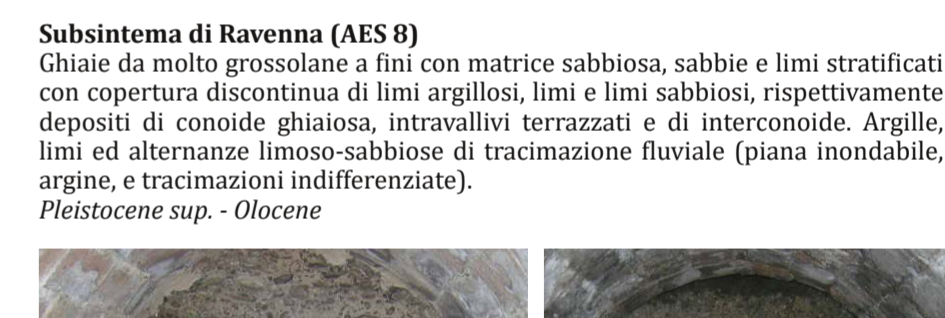 Subsintema di Ravenna (AES 8)
Ghiaie da molto grossolane a fini con matrice sabbiosa, sabbie e limi stratificati
con copertura discontinua di limi argillosi, limi e limi sabbiosi, rispettivamente
depositi di conoide ghiaiosa, intravallivi terrazzati e di interconoide. Argille,
limi ed alternanze limoso-sabbiose di tracimazione fluviale (piana inondabile,
argine, e tracimazioni indifferenziate).
Pleistocene sup. - Olocene